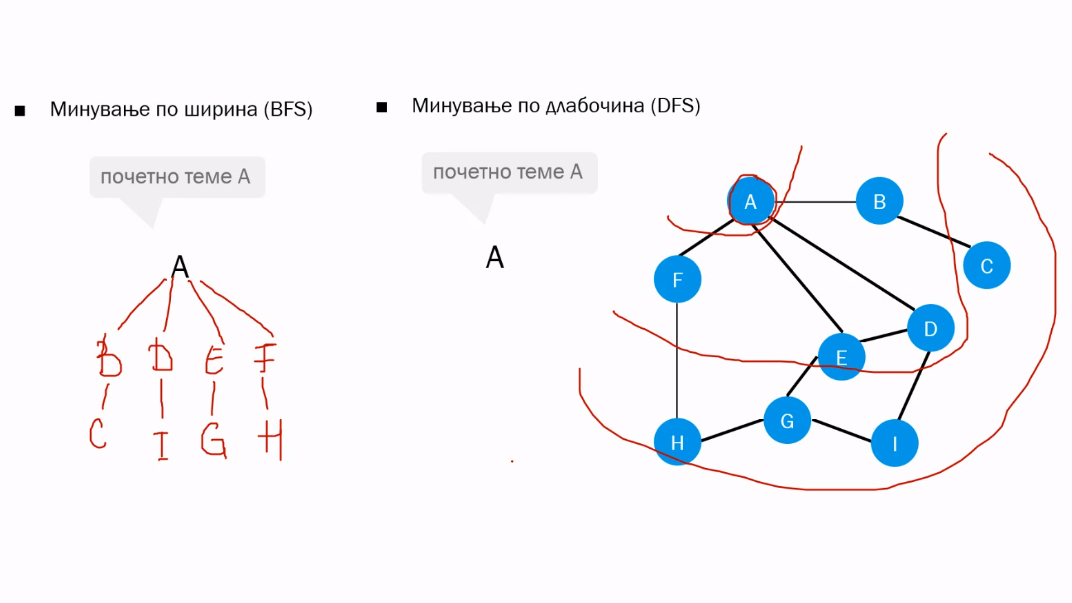 ■ Минување по ширина (BFS)
почетно теме А
A
B D E F
C I G H
■ Минување по длабочина (DFS)
почетно теме А
A
A B
C
F
D
E
G
H I